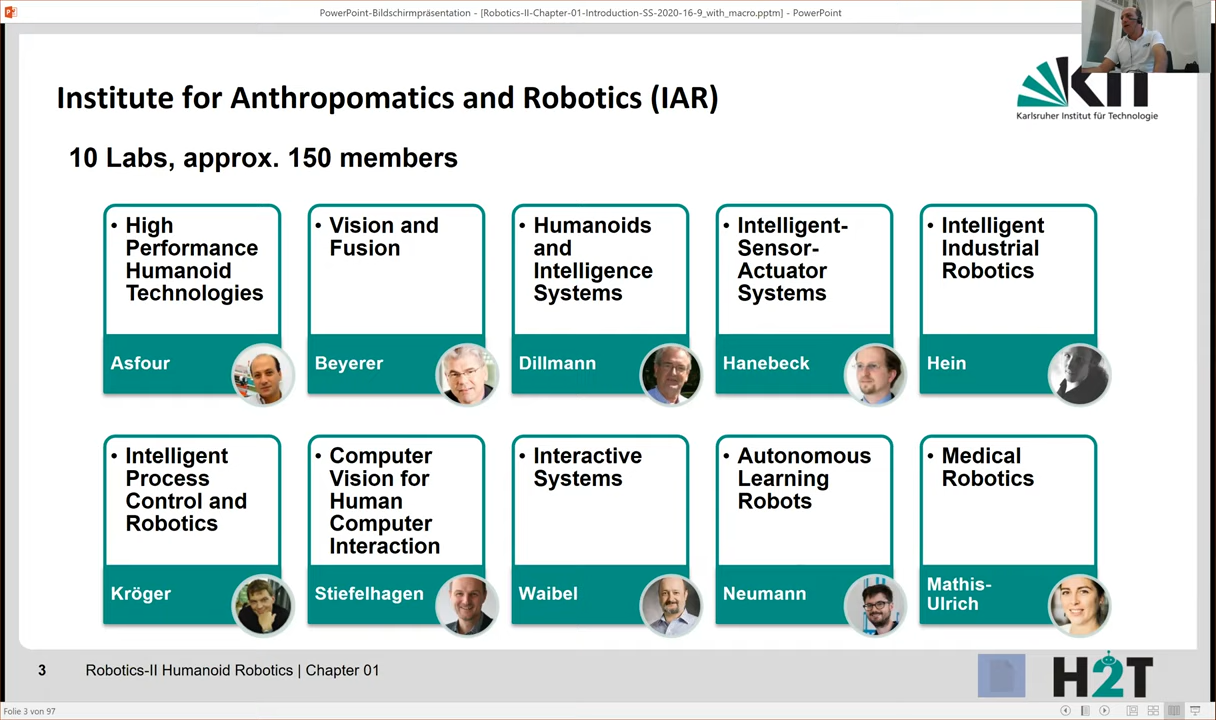 PowerPoint-Bildschirmpräsentation - [Robotics-II-Chapter-01-Introduction-SS-2020-16-9_with_macro.pptm] - PowerPoint
Institute for Anthropomatics and Robotics (IAR)
KIT
Karlsruher Institut für Technologie
10 Labs, approx. 150 members
• High
Performance
Humanoid
Technologies
Asfour
• Vision and
Fusion
Beyerer
• Humanoids
and
Intelligence
Systems
Dillmann
• Intelligent-
Sensor-
Actuator
Systems
Hanebeck
• Intelligent
Industrial
Robotics
Hein
• Intelligent
Process
Control and
Robotics
Kröger
• Computer
Vision for
Human
Computer
Interaction
Stiefelhagen
• Interactive
Systems
Waibel
• Autonomous
Learning
Robots
Neumann
• Medical
Robotics
Mathis-
Ulrich
3 Robotics-II Humanoid Robotics | Chapter 01
H2T
Folie 3 von 97